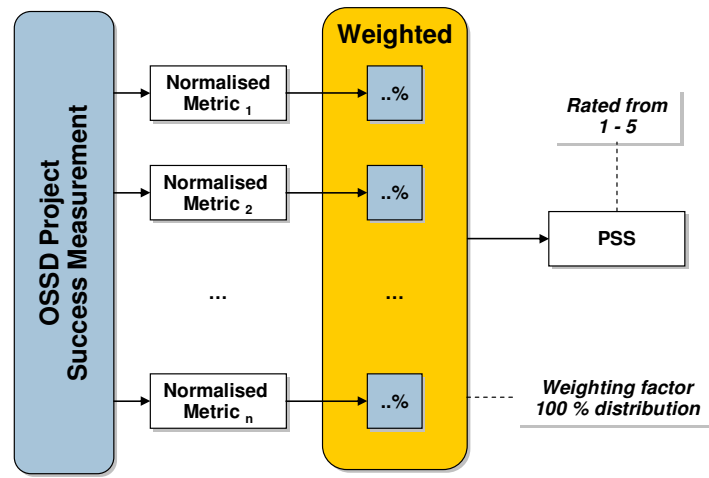 OSSD Project
Success Measurement
Weighted
Normalised
Metric 1
..%
Rated from
1 - 5
Normalised
Metric 2
..%
PSS
...
...
Normalised
Metric n
..%
Weighting factor
100 % distribution